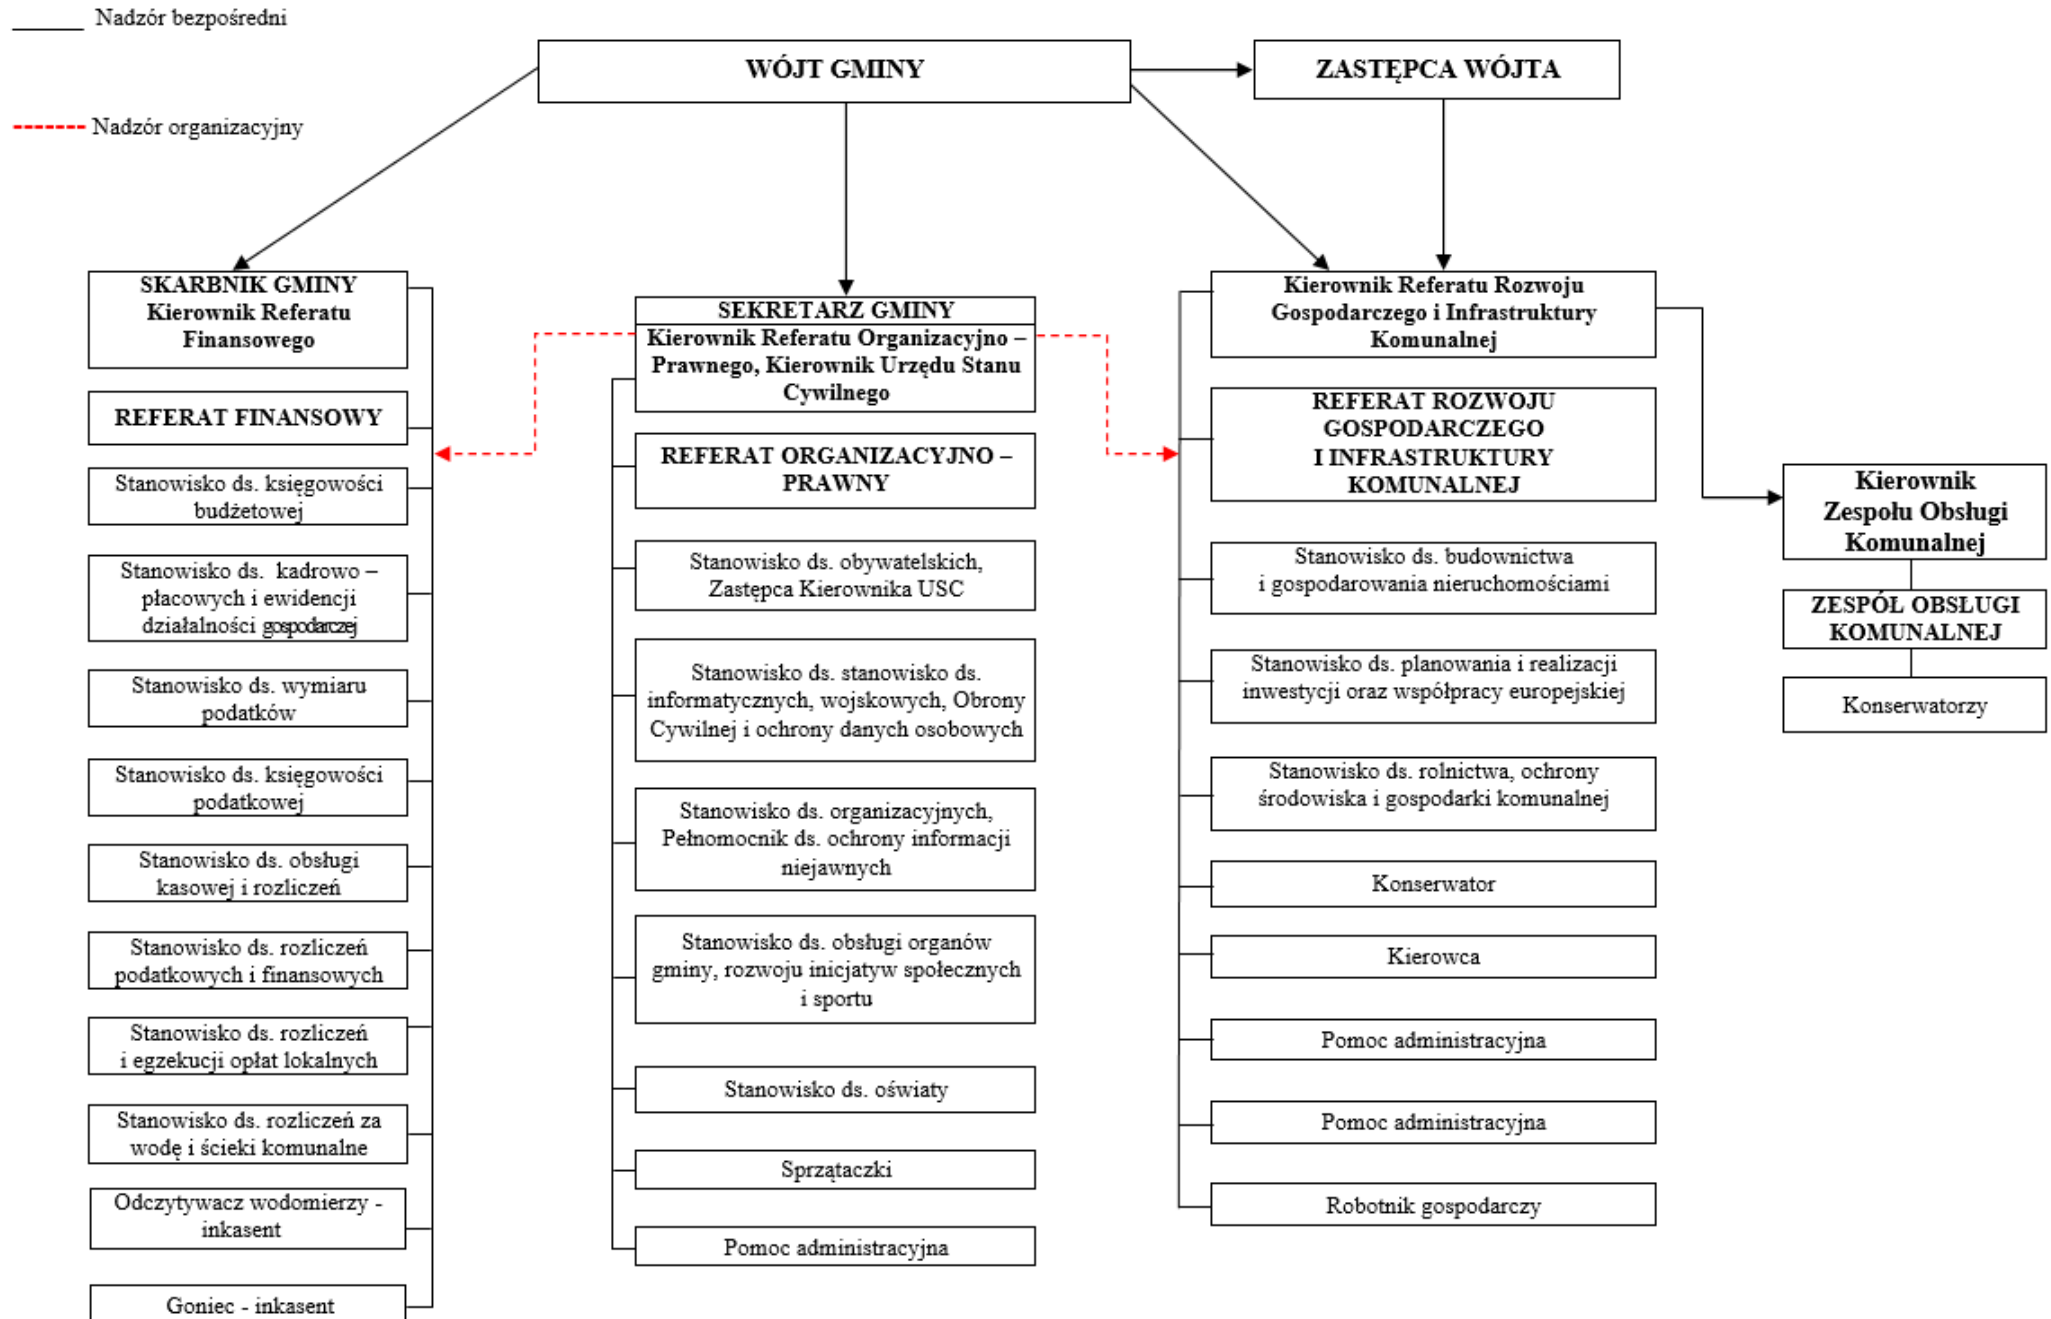 Nadzór bezpośredni
Nadzór organizacyjny
WÓJT GMINY
ZASTĘPCA WÓJTA
SKARBNIK GMINY
Kierownik Referatu
Finansowego
REFERAT FINANSOWY
Stanowisko ds. księgowości
budżetowej
Stanowisko ds. kadrowo –
płacowych i ewidencji
działalności gospodarczej
Stanowisko ds. wymiaru
podatków
Stanowisko ds. księgowości
podatkowej
Stanowisko ds. obsługi
kasowej i rozliczeń
Stanowisko ds. rozliczeń
podatkowych i finansowych
Stanowisko ds. rozliczeń
i egzekucji opłat lokalnych
Stanowisko ds. rozliczeń za
wodę i ścieki komunalne
Odczytywacz wodomierzy -
inkasent
Goniec - inkasent
SEKRETARZ GMINY
Kierownik Referatu Organizacyjno –
Prawnego, Kierownik Urzędu Stanu
Cywilnego
REFERAT ORGANIZACYJNO –
PRAWNY
Stanowisko ds. obywatelskich,
Zastępca Kierownika USC
Stanowisko ds. stanowisko ds.
informatycznych, wojskowych, Obrony
Cywilnej i ochrony danych osobowych
Stanowisko ds. organizacyjnych,
Pełnomocnik ds. ochrony informacji
niejawnych
Stanowisko ds. obsługi organów
gminy, rozwoju inicjatyw społecznych
i sportu
Stanowisko ds. oświaty
Sprzątaczki
Pomoc administracyjna
Kierownik Referatu Rozwoju
Gospodarczego i Infrastruktury
Komunalnej
REFERAT ROZWOJU
GOSPODARCZEGO
I INFRASTRUKTURY
KOMUNALNEJ
Stanowisko ds. budownictwa
i gospodarowania nieruchomościami
Stanowisko ds. planowania i realizacji
inwestycji oraz współpracy europejskiej
Stanowisko ds. rolnictwa, ochrony
środowiska i gospodarki komunalnej
Konserwator
Kierowca
Pomoc administracyjna
Pomoc administracyjna
Robotnik gospodarczy
Kierownik
Zespołu Obsługi
Komunalnej
ZESPÓŁ OBSŁUGI
KOMUNALNEJ
Konserwatorzy